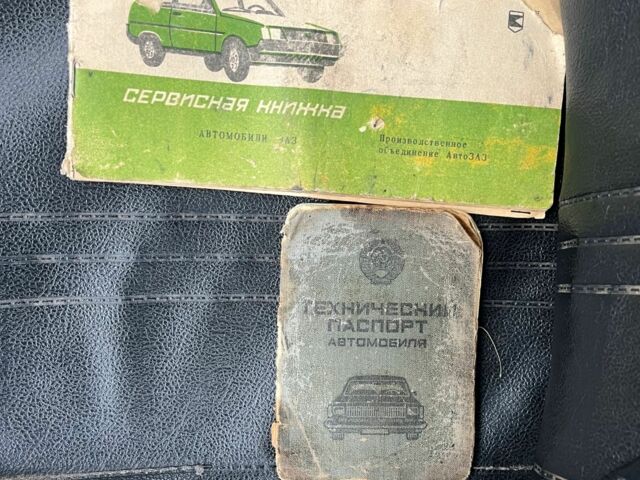 СЕРВИСНАЯ КНИЖКА
АВТОМОБИЛИ ЗАЗ
Производственное
объединение АвтоЗАЗ
ТЕХНИЧЕСКИЙ
ПАСПОРТ
АВТОМОБИЛЯ